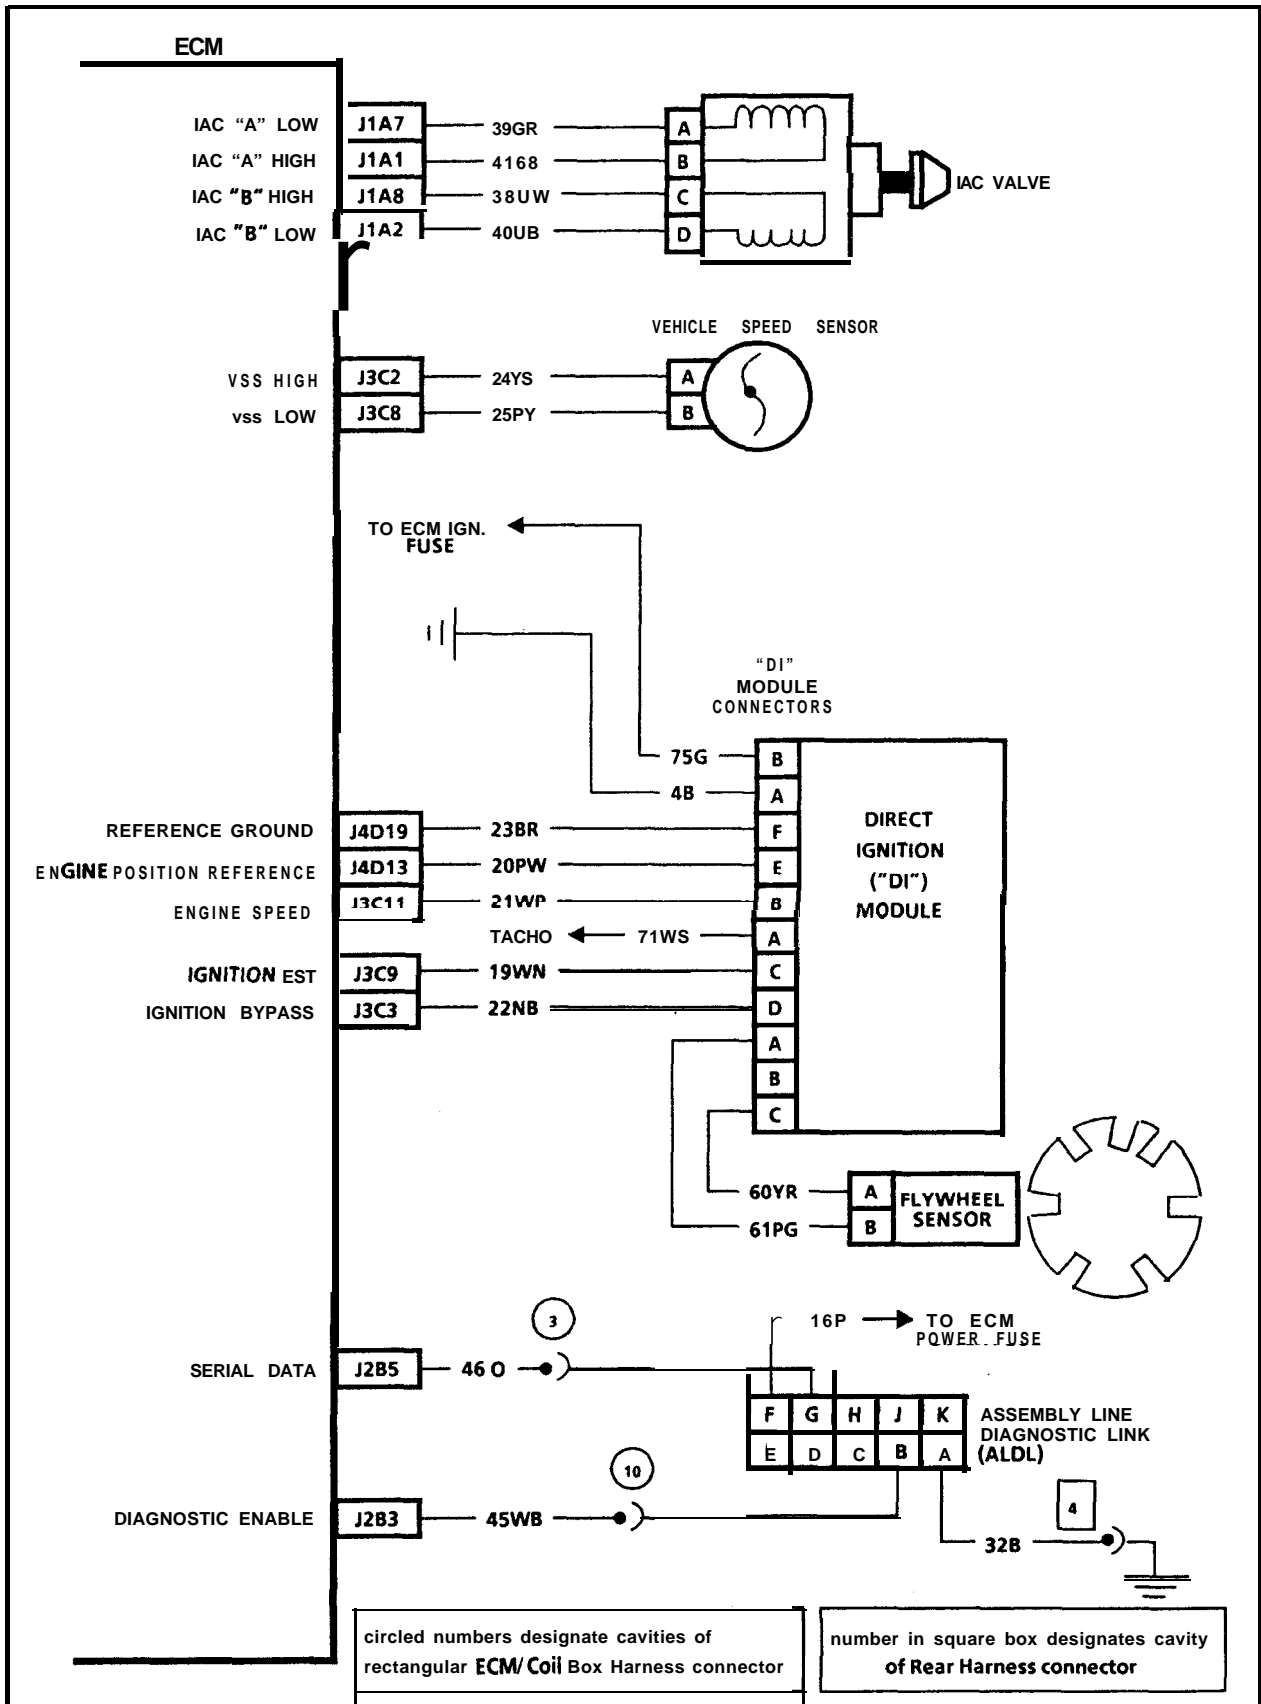 ECM
IAC “A” LOW J1A7 39GR A
IAC “A” HIGH J1A1 4168 B
IAC "B" HIGH J1A8 38UW C
IAC "B" LOW J1A2 40UB D
IAC VALVE
VEHICLE SPEED SENSOR
VSS HIGH J3C2 24YS A
vss LOW J3C8 25PY B
TO ECM IGN.
FUSE
“DI”
MODULE
CONNECTORS
75G B
4B A
REFERENCE GROUND J4D19 23BR F
ENGINE POSITION REFERENCE J4D13 20PW E
ENGINE SPEED J3C11 21WP B
TACHO 71WS A
IGNITION EST J3C9 19WN C
IGNITION BYPASS J3C3 22NB D
A
B
C
DIRECT
IGNITION
("DI")
MODULE
60YR A
61PG B
FLYWHEEL
SENSOR
3
16P TO ECM
POWER FUSE
SERIAL DATA J2B5 46 O
F G H J K
E D C B A
ASSEMBLY LINE
DIAGNOSTIC LINK
(ALDL)
10
4
DIAGNOSTIC ENABLE J2B3 45WB
32B
circled numbers designate cavities of
rectangular ECM/Coil Box Harness connector
number in square box designates cavity
of Rear Harness connector